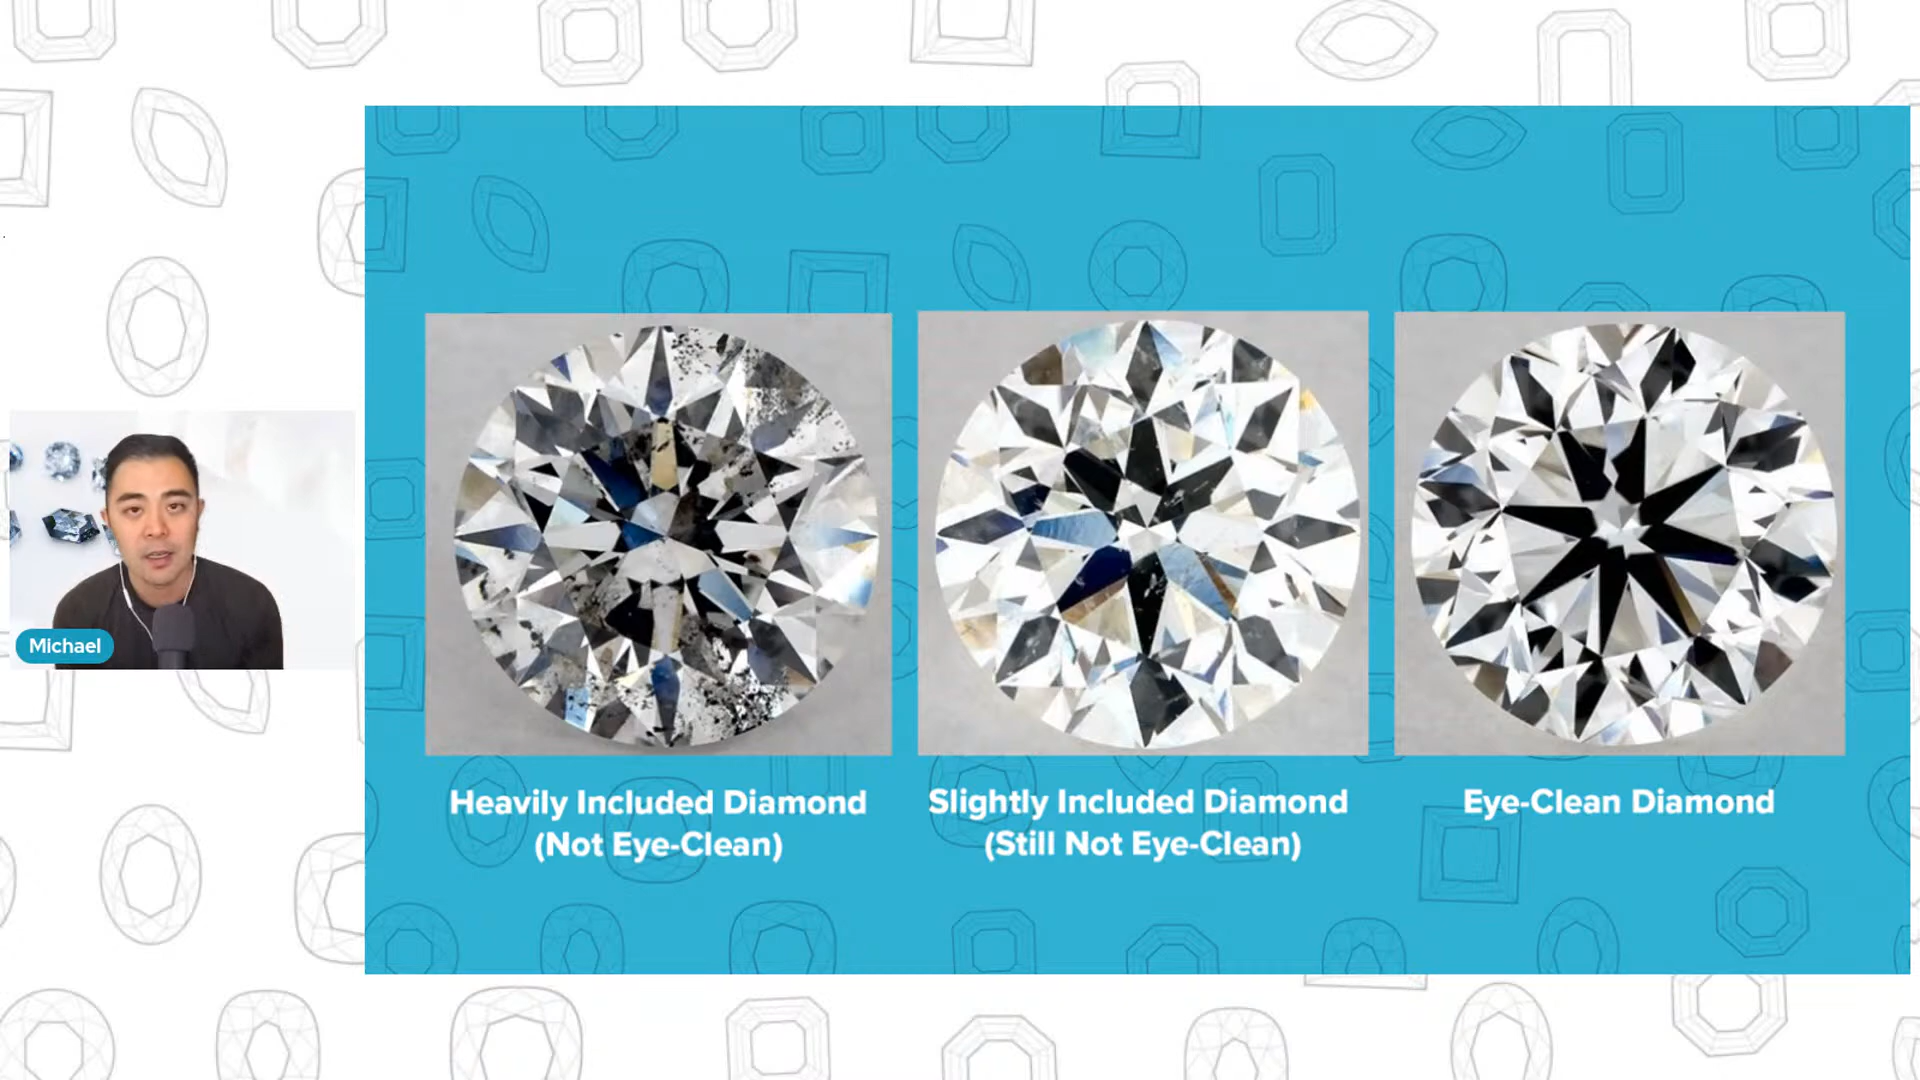 Michael
Heavily Included Diamond
(Not Eye-Clean)
Slightly Included Diamond
(Still Not Eye-Clean)
Eye-Clean Diamond